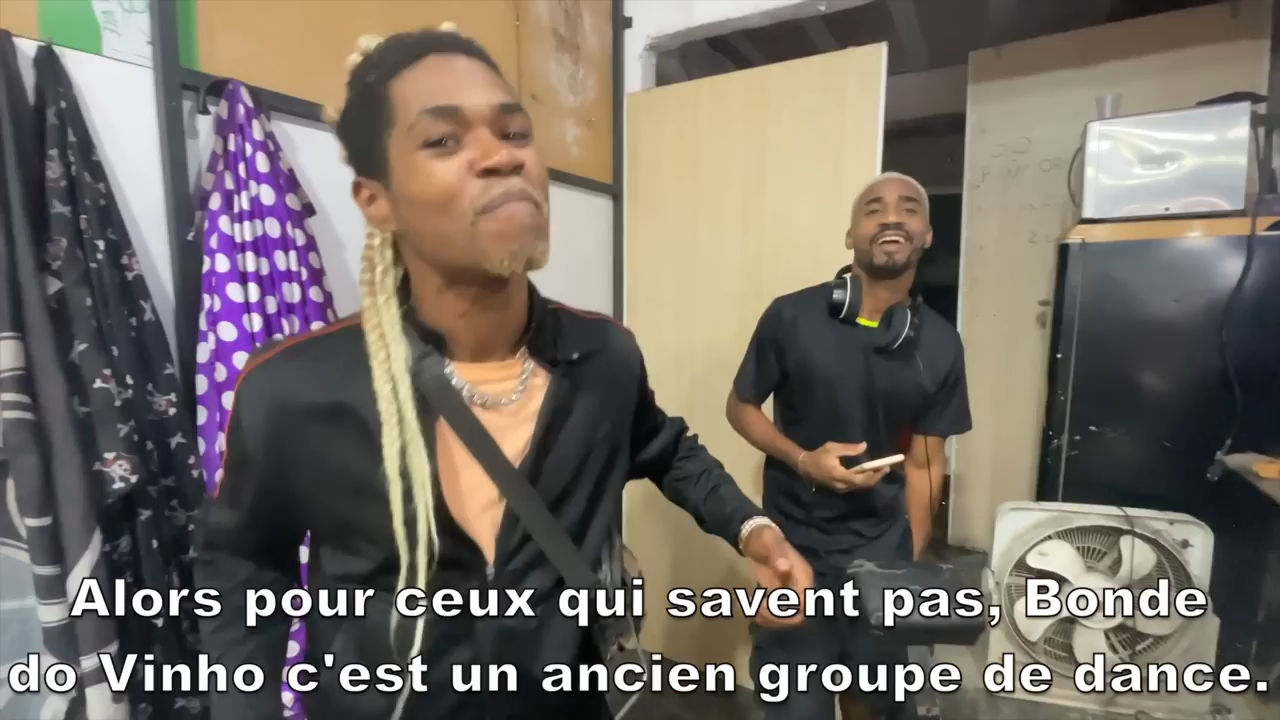 Alors pour ceux qui savent pas, Bonde
do Vinho c'est un ancien groupe de dance.